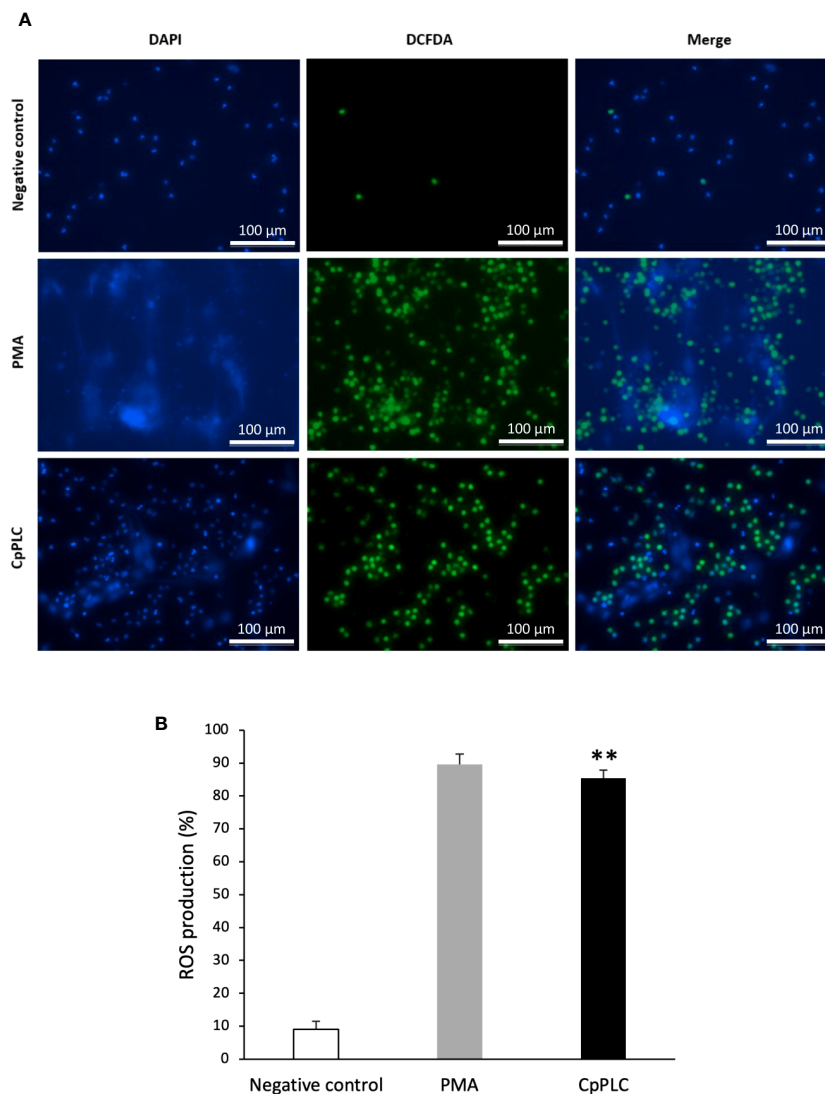 A
DAPI DCFDA Merge
Negative control
100 µm 100 µm 100 µm
PMA
100 µm 100 µm 100 µm
CpPLC
100 µm 100 µm 100 µm
B
ROS production (%)
100
90
80
70
60
50
40
30
20
10
0
**
Negative control PMA CpPLC